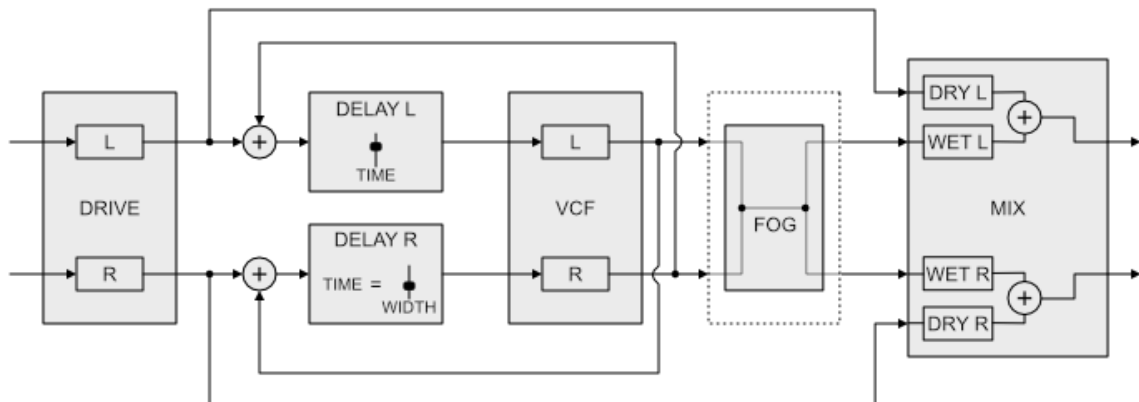 L
DRIVE
R
+
+
DELAY L
TIME
DELAY R
TIME =
WIDTH
L
VCF
R
FOG
DRY L
+
WET L
MIX
WET R
+
DRY R